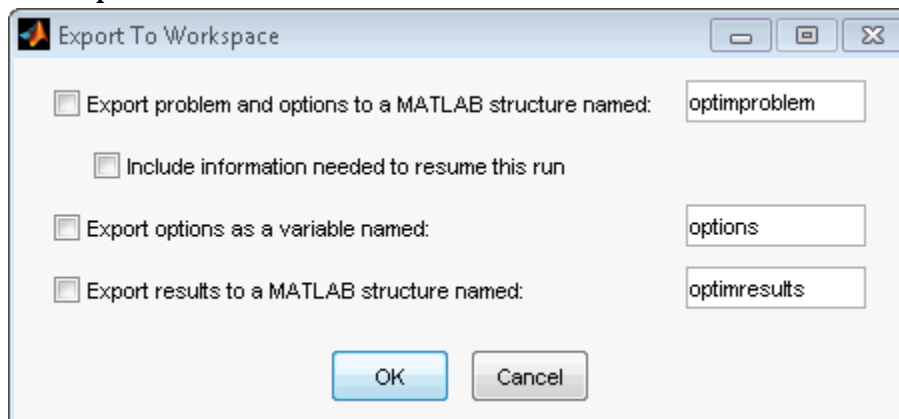 Export To Workspace
Export problem and options to a MATLAB structure named: optimproblem
Include information needed to resume this run
Export options as a variable named: options
Export results to a MATLAB structure named: optimresults
OK Cancel